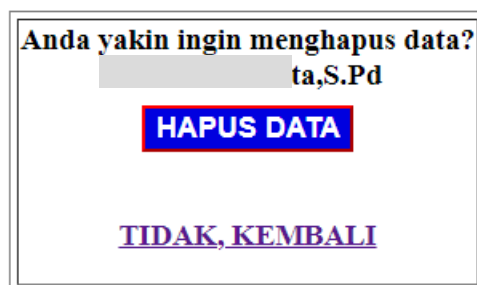 Anda yakin ingin menghapus data?
ta,S.Pd
HAPUS DATA
TIDAK, KEMBALI